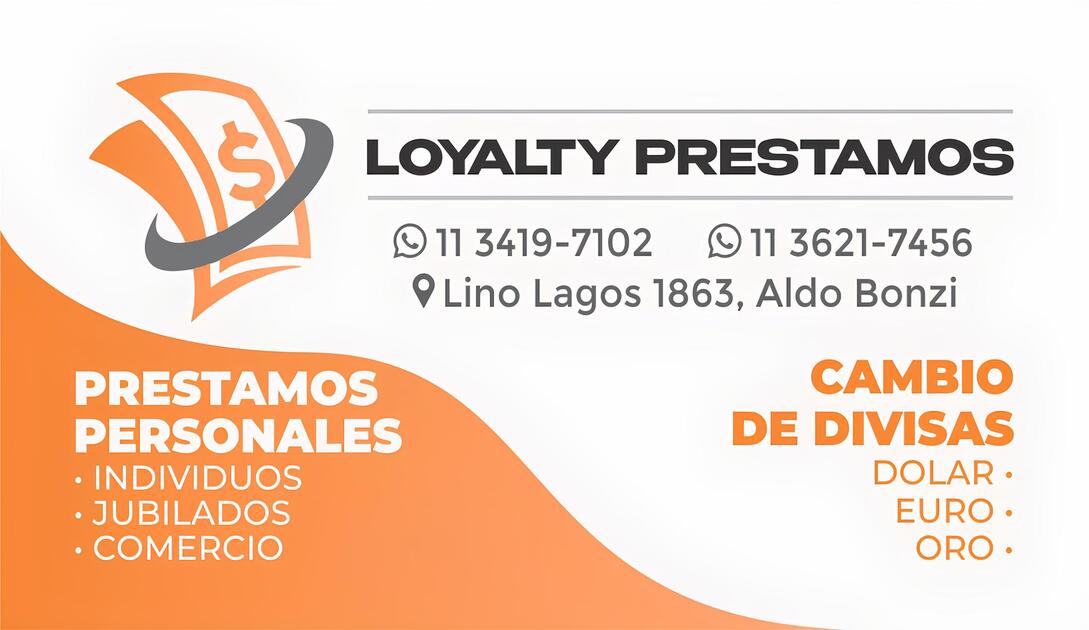 $
LOYALTY PRESTAMOS
11 3419-7102 11 3621-7456
Lino Lagos 1863, Aldo Bonzi
PRESTAMOS
PERSONALES
• INDIVIDUOS
• JUBILADOS
• COMERCIO
CAMBIO
DE DIVISAS
DOLAR •
EURO •
ORO •